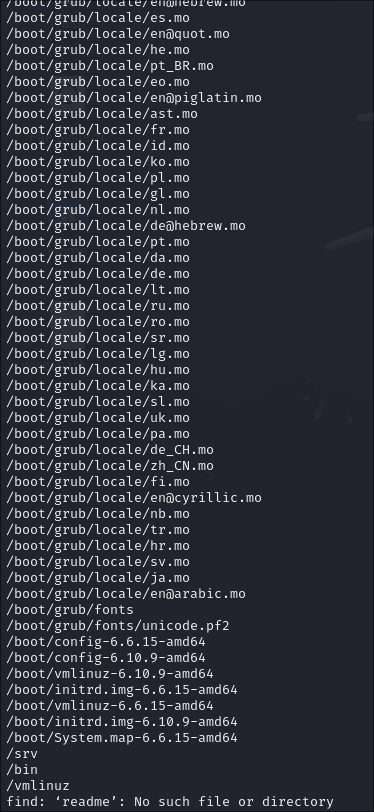 /boot/grub/locale/en@hebrew.mo
/boot/grub/locale/es.mo
/boot/grub/locale/en@quot.mo
/boot/grub/locale/he.mo
/boot/grub/locale/pt_BR.mo
/boot/grub/locale/eo.mo
/boot/grub/locale/en@piglatin.mo
/boot/grub/locale/ast.mo
/boot/grub/locale/fr.mo
/boot/grub/locale/id.mo
/boot/grub/locale/ko.mo
/boot/grub/locale/pl.mo
/boot/grub/locale/gl.mo
/boot/grub/locale/nl.mo
/boot/grub/locale/de@hebrew.mo
/boot/grub/locale/pt.mo
/boot/grub/locale/da.mo
/boot/grub/locale/de.mo
/boot/grub/locale/lt.mo
/boot/grub/locale/ru.mo
/boot/grub/locale/ro.mo
/boot/grub/locale/sr.mo
/boot/grub/locale/lg.mo
/boot/grub/locale/hu.mo
/boot/grub/locale/ka.mo
/boot/grub/locale/sl.mo
/boot/grub/locale/uk.mo
/boot/grub/locale/pa.mo
/boot/grub/locale/de_CH.mo
/boot/grub/locale/zh_CN.mo
/boot/grub/locale/fi.mo
/boot/grub/locale/en@cyrillic.mo
/boot/grub/locale/nb.mo
/boot/grub/locale/tr.mo
/boot/grub/locale/hr.mo
/boot/grub/locale/sv.mo
/boot/grub/locale/ja.mo
/boot/grub/locale/en@arabic.mo
/boot/grub/fonts
/boot/grub/fonts/unicode.pf2
/boot/config-6.6.15-amd64
/boot/config-6.10.9-amd64
/boot/vmlinuz-6.10.9-amd64
/boot/initrd.img-6.6.15-amd64
/boot/vmlinuz-6.6.15-amd64
/boot/initrd.img-6.10.9-amd64
/boot/System.map-6.6.15-amd64
/srv
/bin
/vmlinuz
find: ‘readme’: No such file or directory